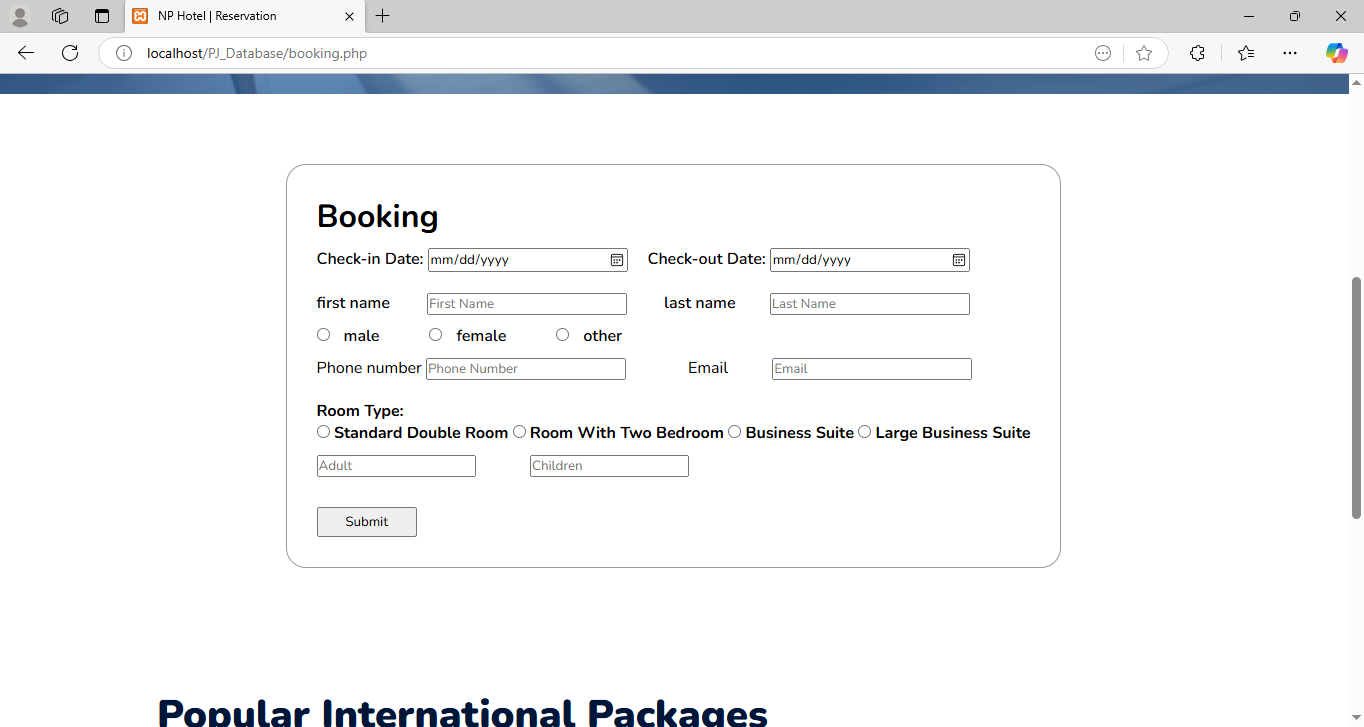 NP Hotel | Reservation
localhost/PJ_Database/booking.php
Booking
Check-in Date: mm/dd/yyyy Check-out Date: mm/dd/yyyy
first name First Name last name Last Name
male female other
Phone number Phone Number Email Email
Room Type:
Standard Double Room Room With Two Bedroom Business Suite Large Business Suite
Adult Children
Submit
Popular International Packages